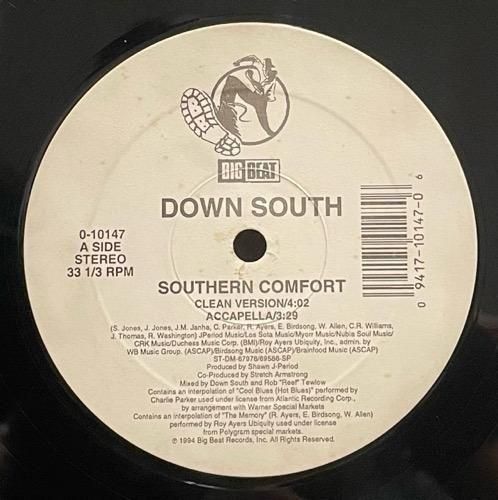 BIG BEAT
DOWN SOUTH
0-10147
A SIDE
STEREO
33 1/3 RPM
SOUTHERN COMFORT
CLEAN VERSION/4:02
ACCAPELLA/3:29
(S. Jones, J. Jones, J.M. Janha, C. Parker, R. Ayers, E. Birdsong, W. Allen, C.R. Williams,
J. Thomas, R. Washington) JPeriod Music/Los Sota Music/Myorr Music/Nubia Soul Music/
CRK Music/Duchess Music Corp. (BMI)/Roy Ayers Ubiquity, Inc., admin. by
WB Music Group. (ASCAP)/Birdsong Music (ASCAP)/Brainfood Music (ASCAP)
ST-DM-67978/69586-SP
Produced by Shawn J-Period
Co-Produced by Stretch Armstrong
Mixed by Down South and Rob "Reef" Tewlow
Contains an interpolation of "Cool Blues (Hot Blues)" performed by
Charlie Parker used under license from Atlantic Recording Corp.,
by arrangement with Warner Special Markets
Contains an interpolation of "The Memory" (R. Ayers, E. Birdsong, W. Allen)
performed by Roy Ayers Ubiquity used under license
from Polygram special markets.
℗ 1994 Big Beat Records, Inc. All Rights Reserved.
0 9417-10147-0 6